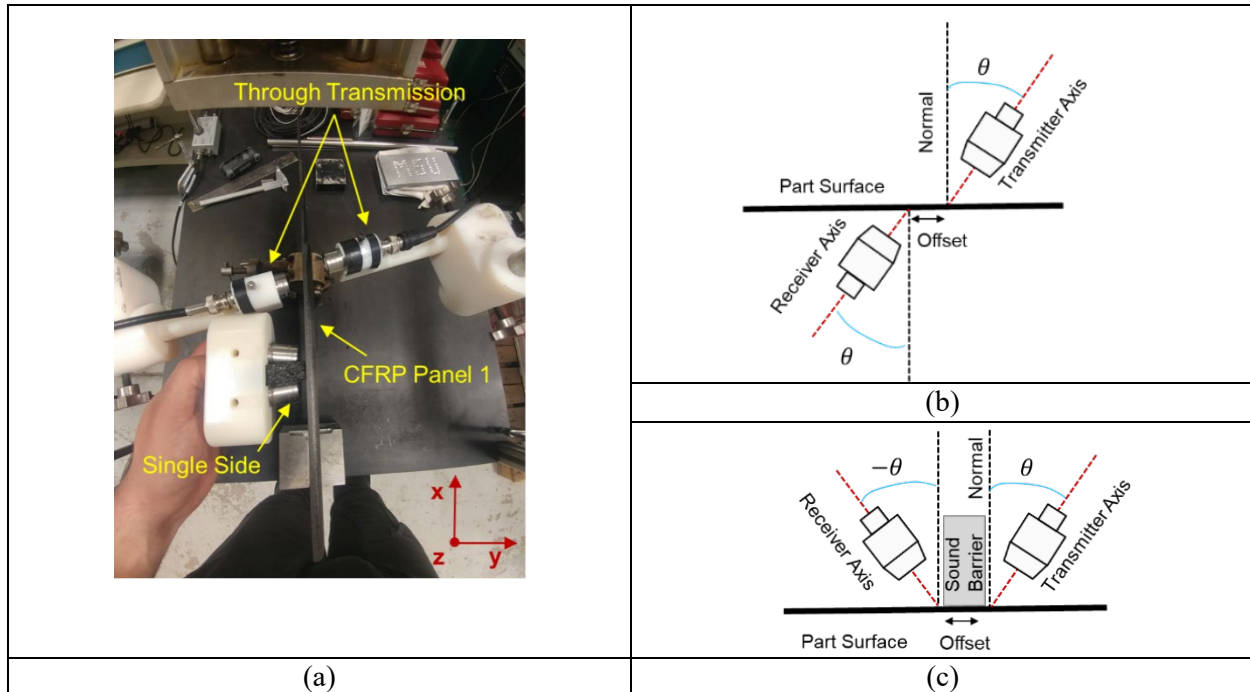 Through Transmission
CFRP Panel 1
Single Side
x
z
y
(a)
θ
Normal
Transmitter Axis
Part Surface
Receiver Axis
Offset
θ
(b)
−θ
Normal
θ
Receiver Axis
Sound
Barrier
Transmitter Axis
Part Surface
Offset
(c)